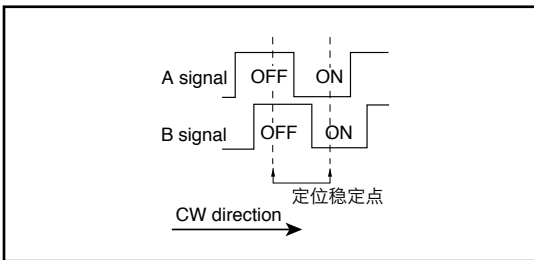 A signal OFF ON
B signal OFF ON
定位稳定点
CW direction